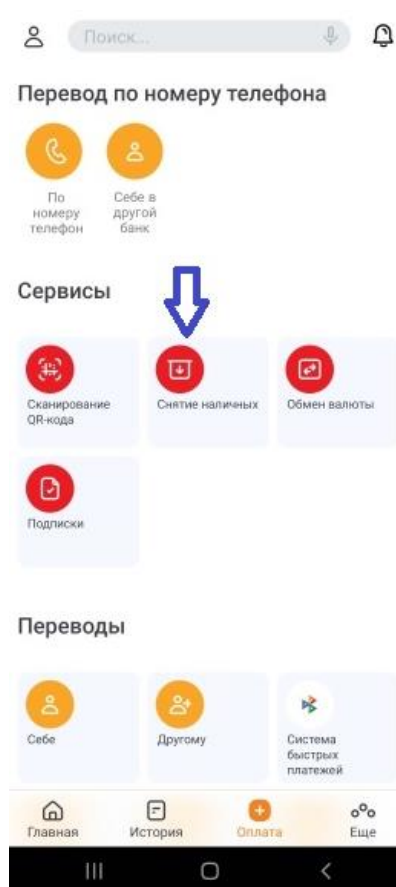 Поиск...
Перевод по номеру телефона
По
номеру
телефон
Себе в
другой
банк
Сервисы
Сканирование
QR-кода
Снятие наличных
Обмен валюты
Подписки
Переводы
Себе
Другому
Система
быстрых
платежей
Главная
История
Оплата
Еще